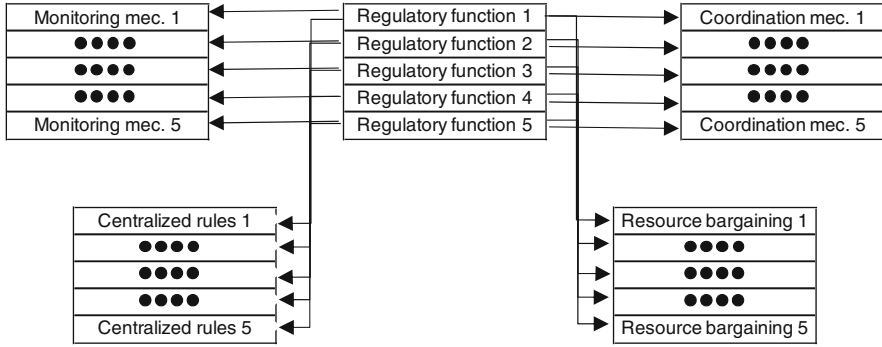 Monitoring mec. 1
Regulatory function 1
Coordination mec. 1
Regulatory function 2
Regulatory function 3
Regulatory function 4
Monitoring mec. 5
Regulatory function 5
Coordination mec. 5
Centralized rules 1
Resource bargaining 1
Centralized rules 5
Resource bargaining 5